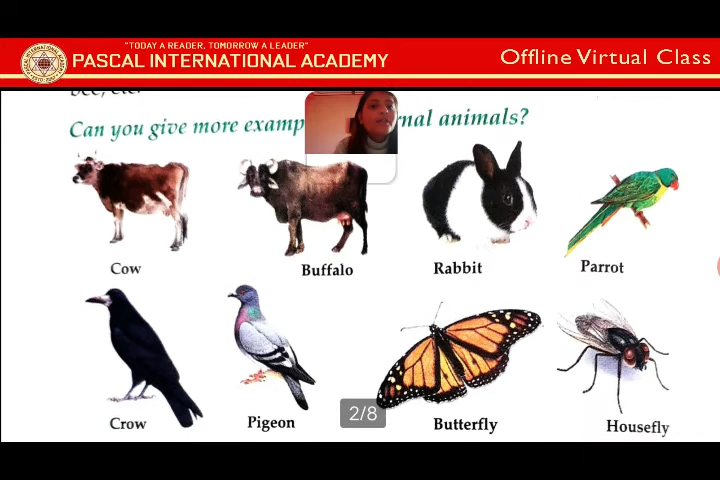 "TODAY A READER, TOMORROW A LEADER"
PASCAL INTERNATIONAL ACADEMY
Offline Virtual Class
Can you give more examp nal animals?
Cow
Buffalo
Rabbit
Parrot
Crow
Pigeon
Butterfly
Housefly
2/8